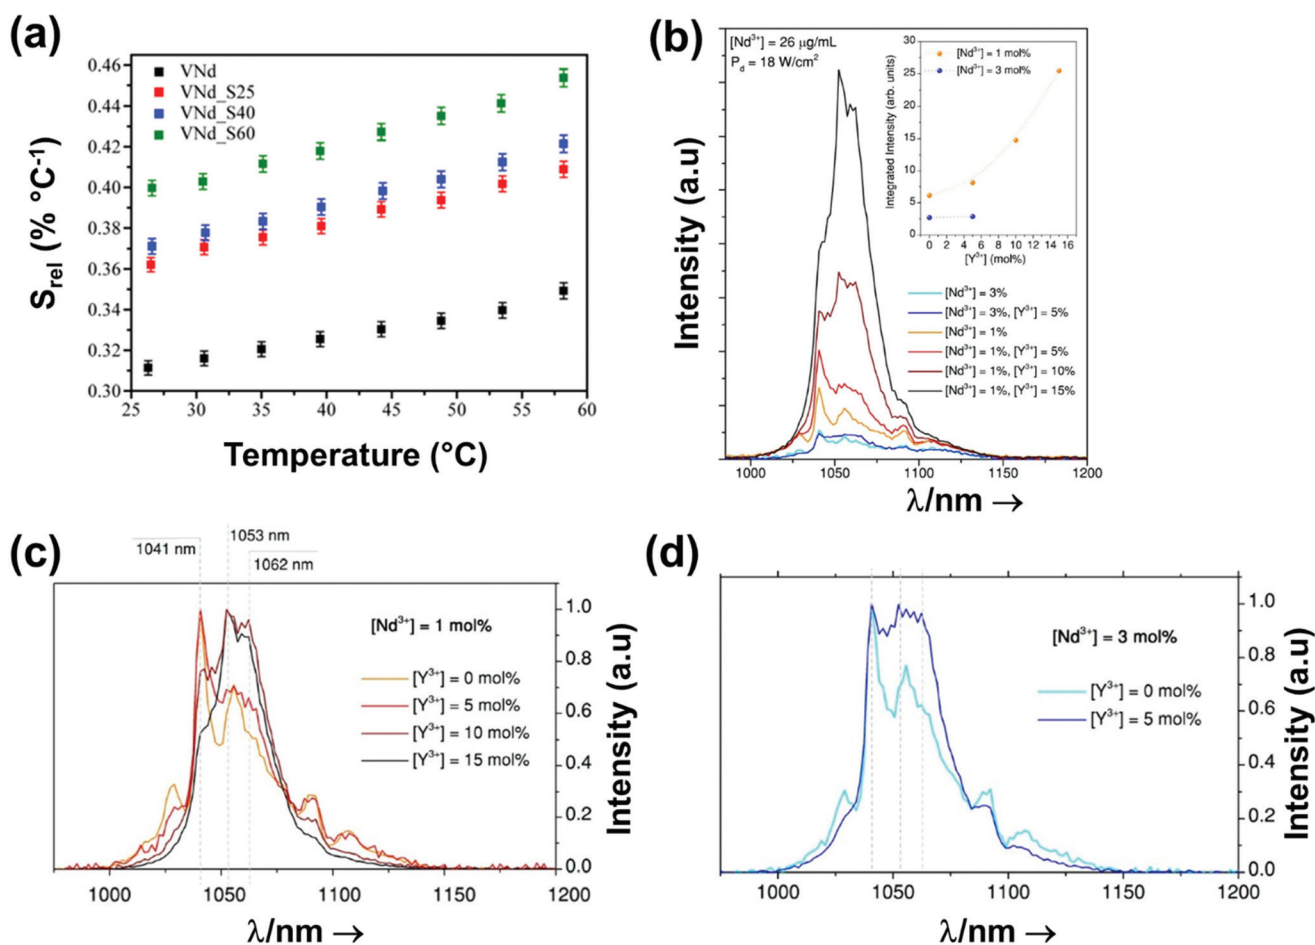 (a)
VNd
VNd_S25
VNd_S40
VNd_S60
0.46
0.44
0.42
0.40
0.38
0.36
0.34
0.32
0.30
25 30 35 40 45 50 55 60
Srel (% °C-1)
Temperature (°C)
(b)
[Nd3+] = 26 μg/mL
Pd = 18 W/cm2
[Nd3+] = 1 mol%
[Nd3+] = 3 mol%
30
25
20
15
10
5
0
0 2 4 6 8 10 12 14 16
Integrated Intensity (arb. units)
[Y3+] (mol%)
[Nd3+] = 3%
[Nd3+] = 3%, [Y3+] = 5%
[Nd3+] = 1%
[Nd3+] = 1%, [Y3+] = 5%
[Nd3+] = 1%, [Y3+] = 10%
[Nd3+] = 1%, [Y3+] = 15%
Intensity (a.u)
1000 1050 1100 1150 1200
λ/nm →
(c)
1041 nm
1053 nm
1062 nm
[Nd3+] = 1 mol%
[Y3+] = 0 mol%
[Y3+] = 5 mol%
[Y3+] = 10 mol%
[Y3+] = 15 mol%
1.0
0.8
0.6
0.4
0.2
0.0
Intensity (a.u)
1000 1050 1100 1150 1200
λ/nm →
(d)
[Nd3+] = 3 mol%
[Y3+] = 0 mol%
[Y3+] = 5 mol%
1.0
0.8
0.6
0.4
0.2
0.0
Intensity (a.u)
1000 1050 1100 1150 1200
λ/nm →